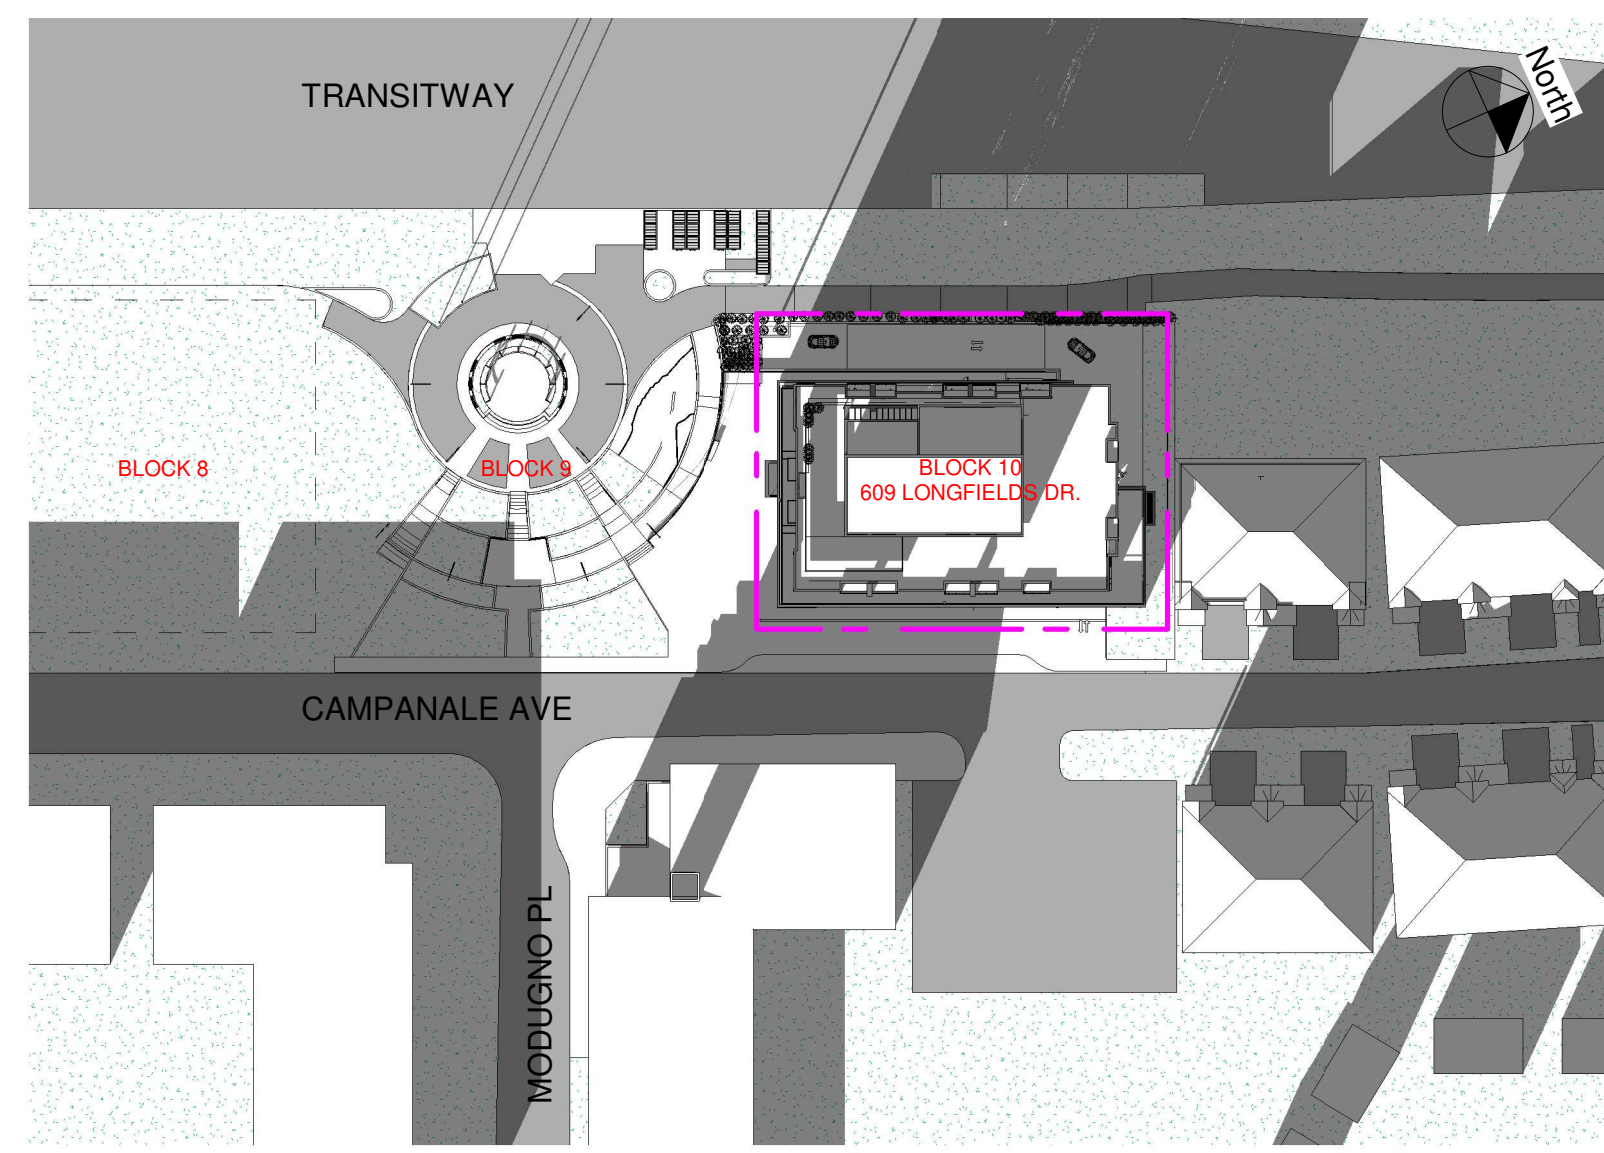 TRANSITWAY
North
BLOCK 8
BLOCK 9
BLOCK 10
609 LONGFIELDS DR.
CAMPANALE AVE
MODUGNO PL